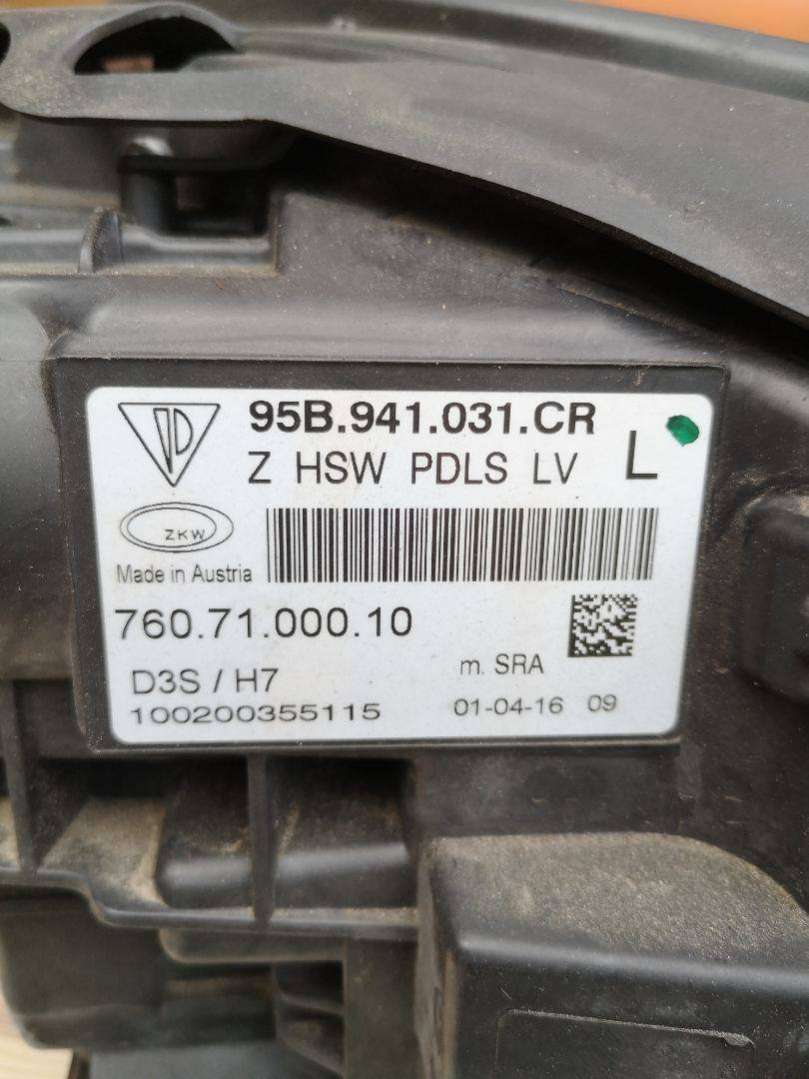 95B.941.031.CR
Z HSW PDLS LV L
ZKW
Made in Austria
760.71.000.10
D3S / H7
m. SRA
100200355115
01-04-16 09